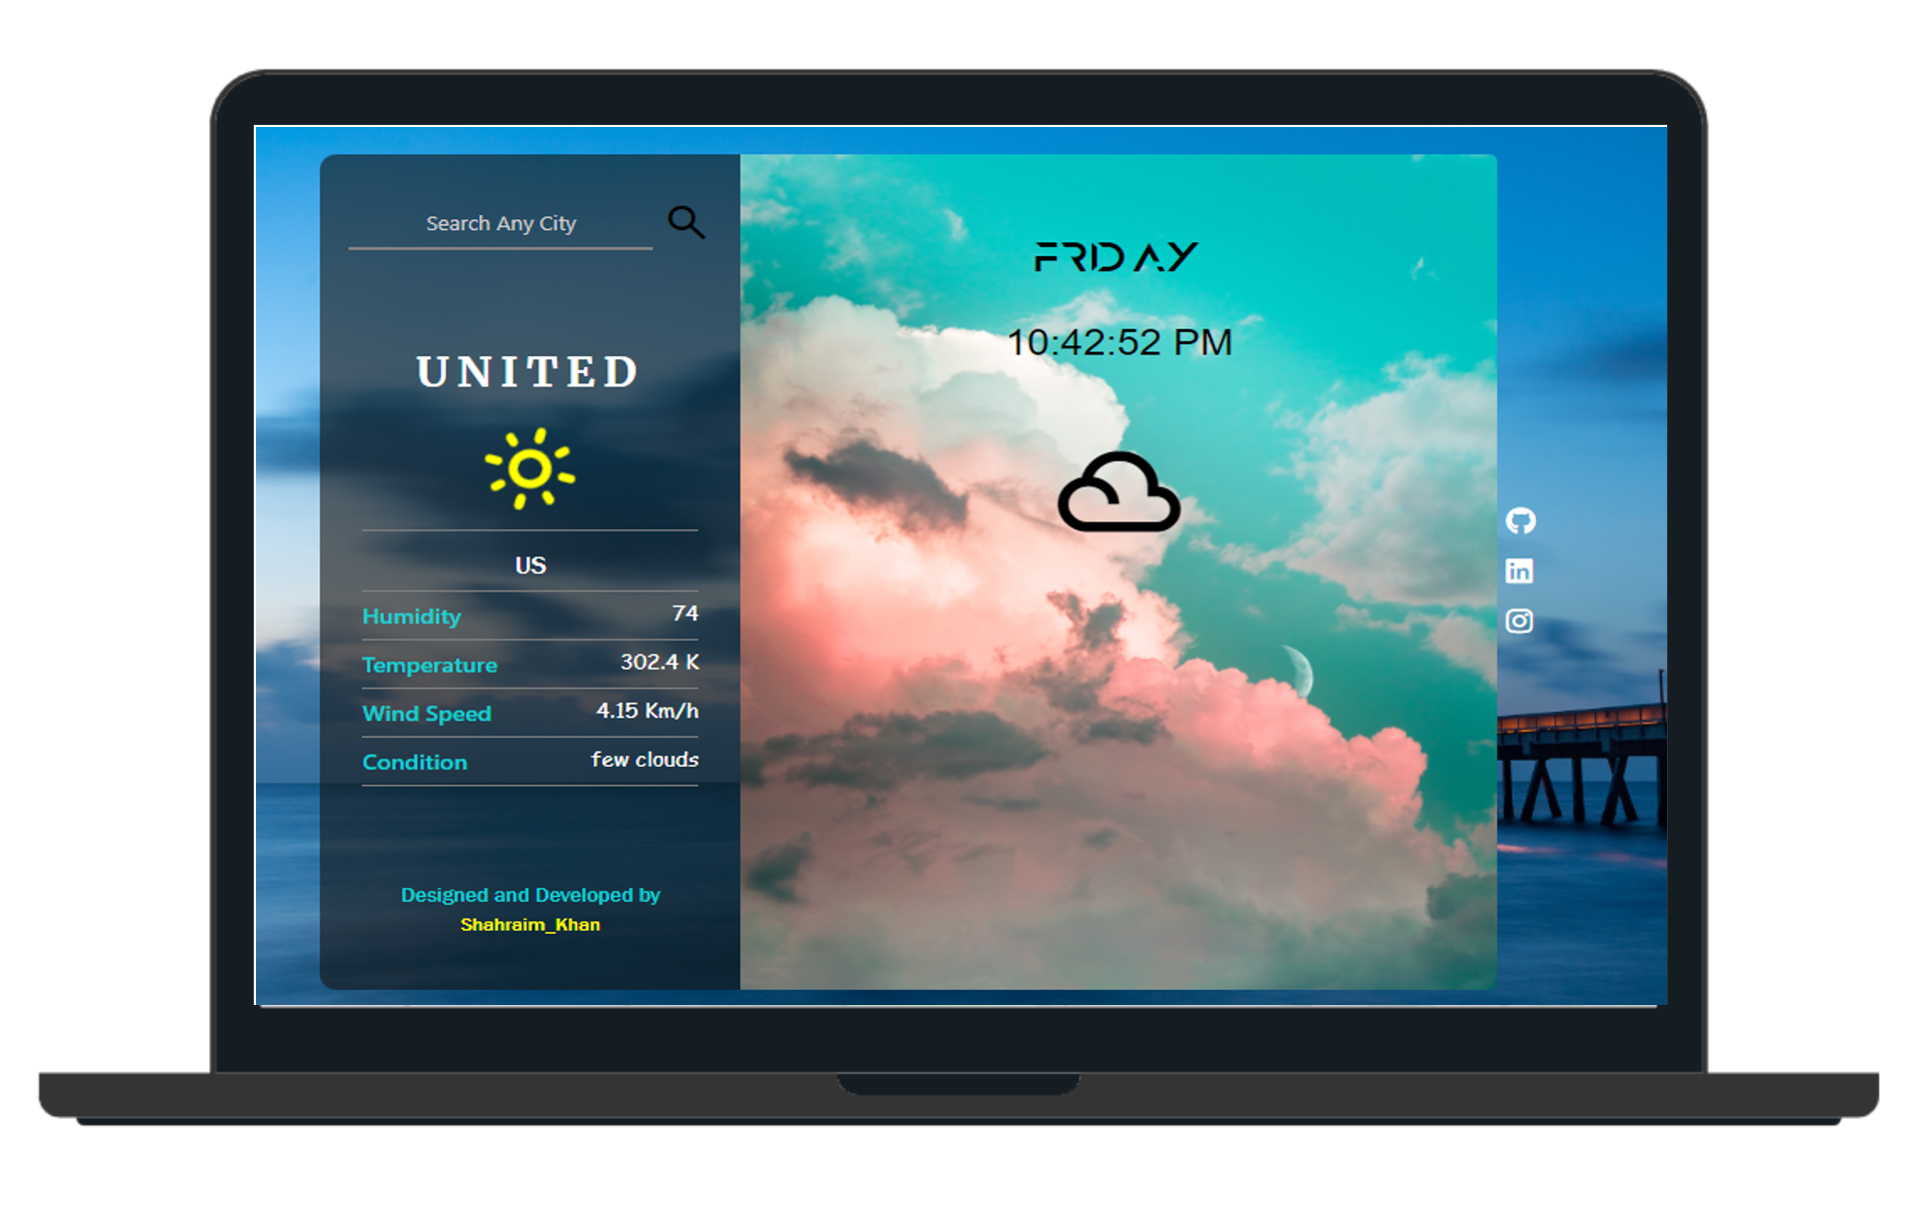 Search Any City
UNITED
US
Humidity 74
Temperature 302.4 K
Wind Speed 4.15 Km/h
Condition few clouds
Designed and Developed by
Shahraim_Khan
FRIDAY
10:42:52 PM
in